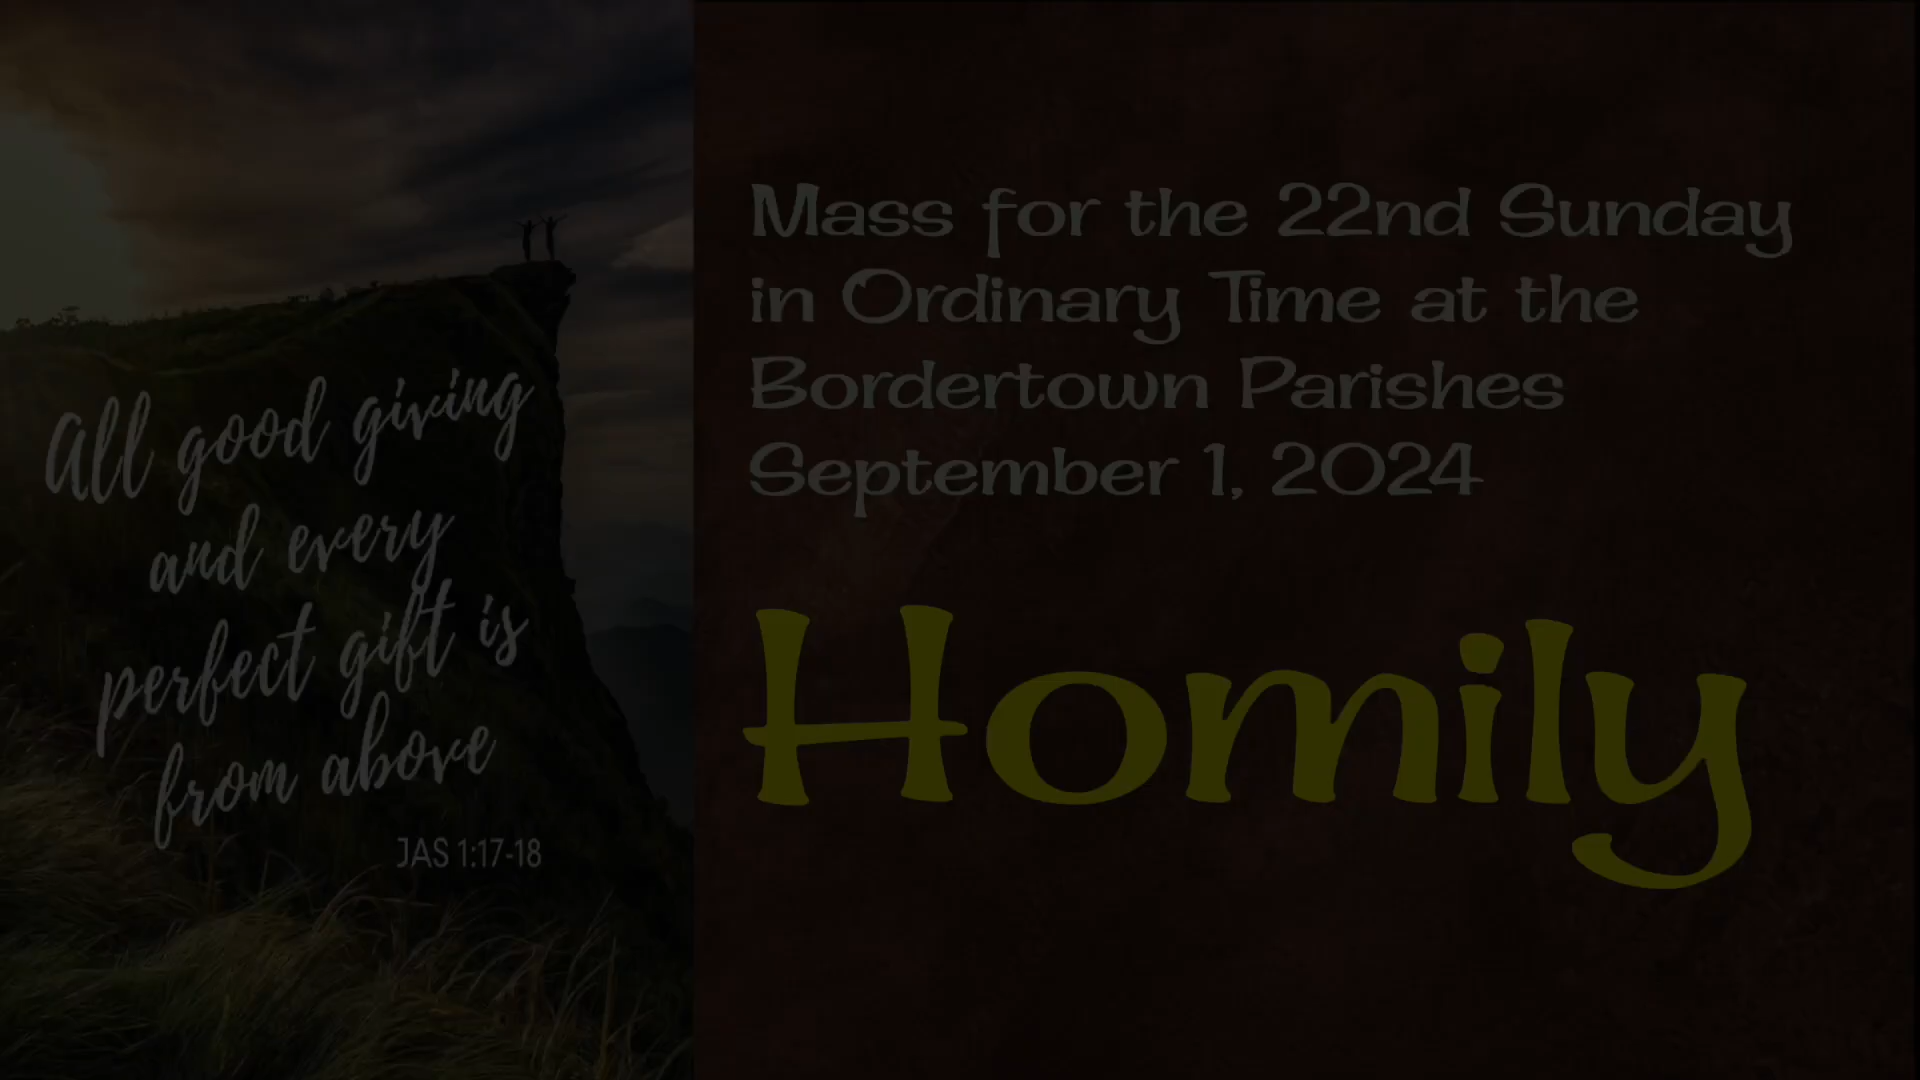 All good giving
and every
perfect gift is
from above
JAS 1:17-18
Mass for the 22nd Sunday
in Ordinary Time at the
Bordertown Parishes
September 1, 2024
Homily